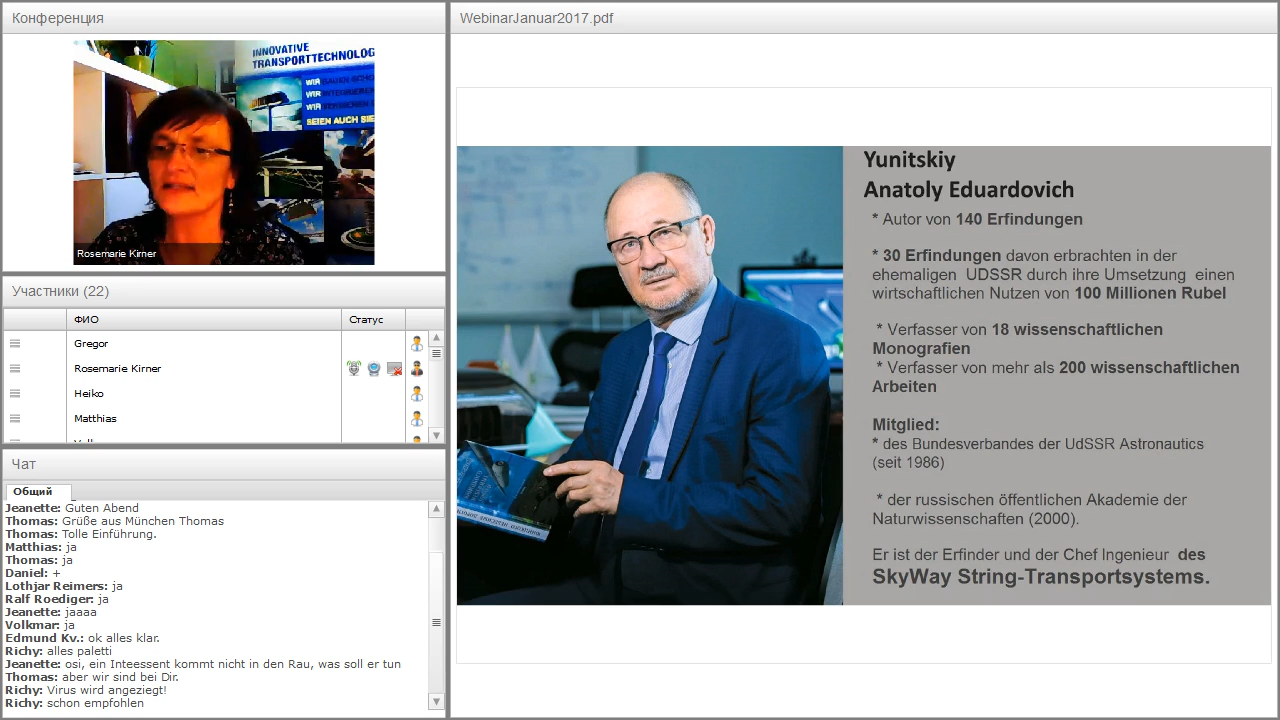 Конференция
INNOVATIVE
TRANSPORTTECHNOLOG
WIR
WIR
WIR
SEIEN AUCH SIE
Rosemarie Kirner
Участники (22)
ФИО Статус
Gregor
Rosemarie Kirner
Heiko
Matthias
Чат
Общий
Jeanette: Guten Abend
Thomas: Grüße aus München Thomas
Thomas: Tolle Einführung.
Matthias: ja
Thomas: ja
Daniel: +
Lothjar Reimers: ja
Ralf Roediger: ja
Jeanette: jaaaa
Volkmar: ja
Edmund Kv.: ok alles klar.
Richy: alles paletti
Jeanette: osi, ein Inteessent kommt nicht in den Rau, was soll er tun
Thomas: aber wir sind bei Dir.
Richy: Virus wird angeziegt!
Richy: schon empfohlen
WebinarJanuar2017.pdf
Yunitskiy
Anatoly Eduardovich
* Autor von 140 Erfindungen
* 30 Erfindungen davon erbrachten in der
ehemaligen UDSSR durch ihre Umsetzung einen
wirtschaftlichen Nutzen von 100 Millionen Rubel
* Verfasser von 18 wissenschaftlichen
Monografien
* Verfasser von mehr als 200 wissenschaftlichen
Arbeiten
Mitglied:
* des Bundesverbandes der UdSSR Astronautics
(seit 1986)
* der russischen öffentlichen Akademie der
Naturwissenschaften (2000).
Er ist der Erfinder und der Chef Ingenieur des
SkyWay String-Transportsystems.